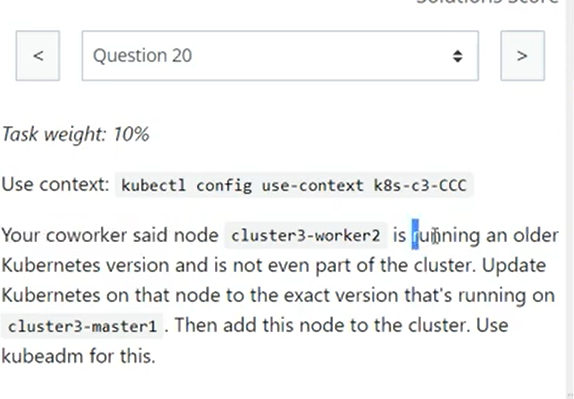 Solutions Score
<
Question 20
>
Task weight: 10%
Use context: kubectl config use-context k8s-c3-CCC
Your coworker said node cluster3-worker2 is running an older
Kubernetes version and is not even part of the cluster. Update
Kubernetes on that node to the exact version that's running on
cluster3-master1 . Then add this node to the cluster. Use
kubeadm for this.